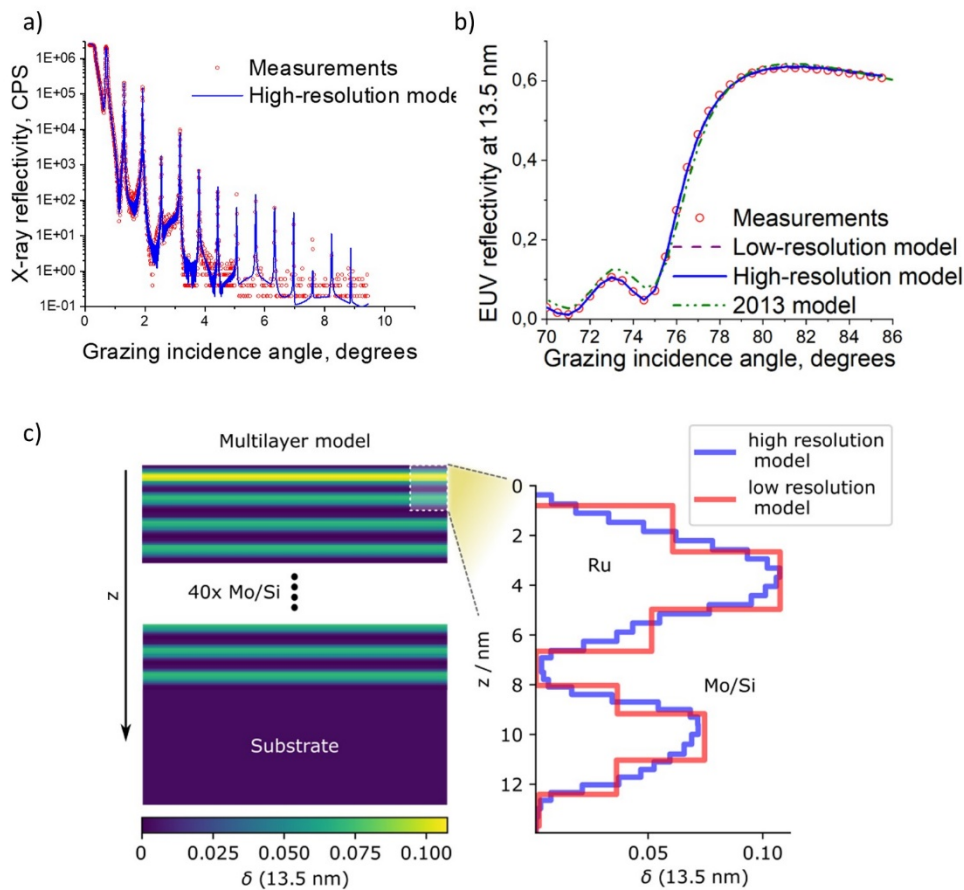 a)
X-ray reflectivity, CPS
1E+06
1E+05
1E+04
1E+03
1E+02
1E+01
1E+00
1E-01
Measurements
High-resolution mode
0 2 4 6 8 10
Grazing incidence angle, degrees
b)
EUV reflectivity at 13.5 nm
0,6
0,4
0,2
0,0
Measurements
Low-resolution model
High-resolution model
2013 model
70 72 74 76 78 80 82 84 86
Grazing incidence angle, degrees
c)
Multilayer model
z
40x Mo/Si
Substrate
0 0.025 0.050 0.075 0.100
δ (13.5 nm)
high resolution
model
low resolution
model
z / nm
0
2
4
6
8
10
12
Ru
Mo/Si
0.05 0.10
δ (13.5 nm)